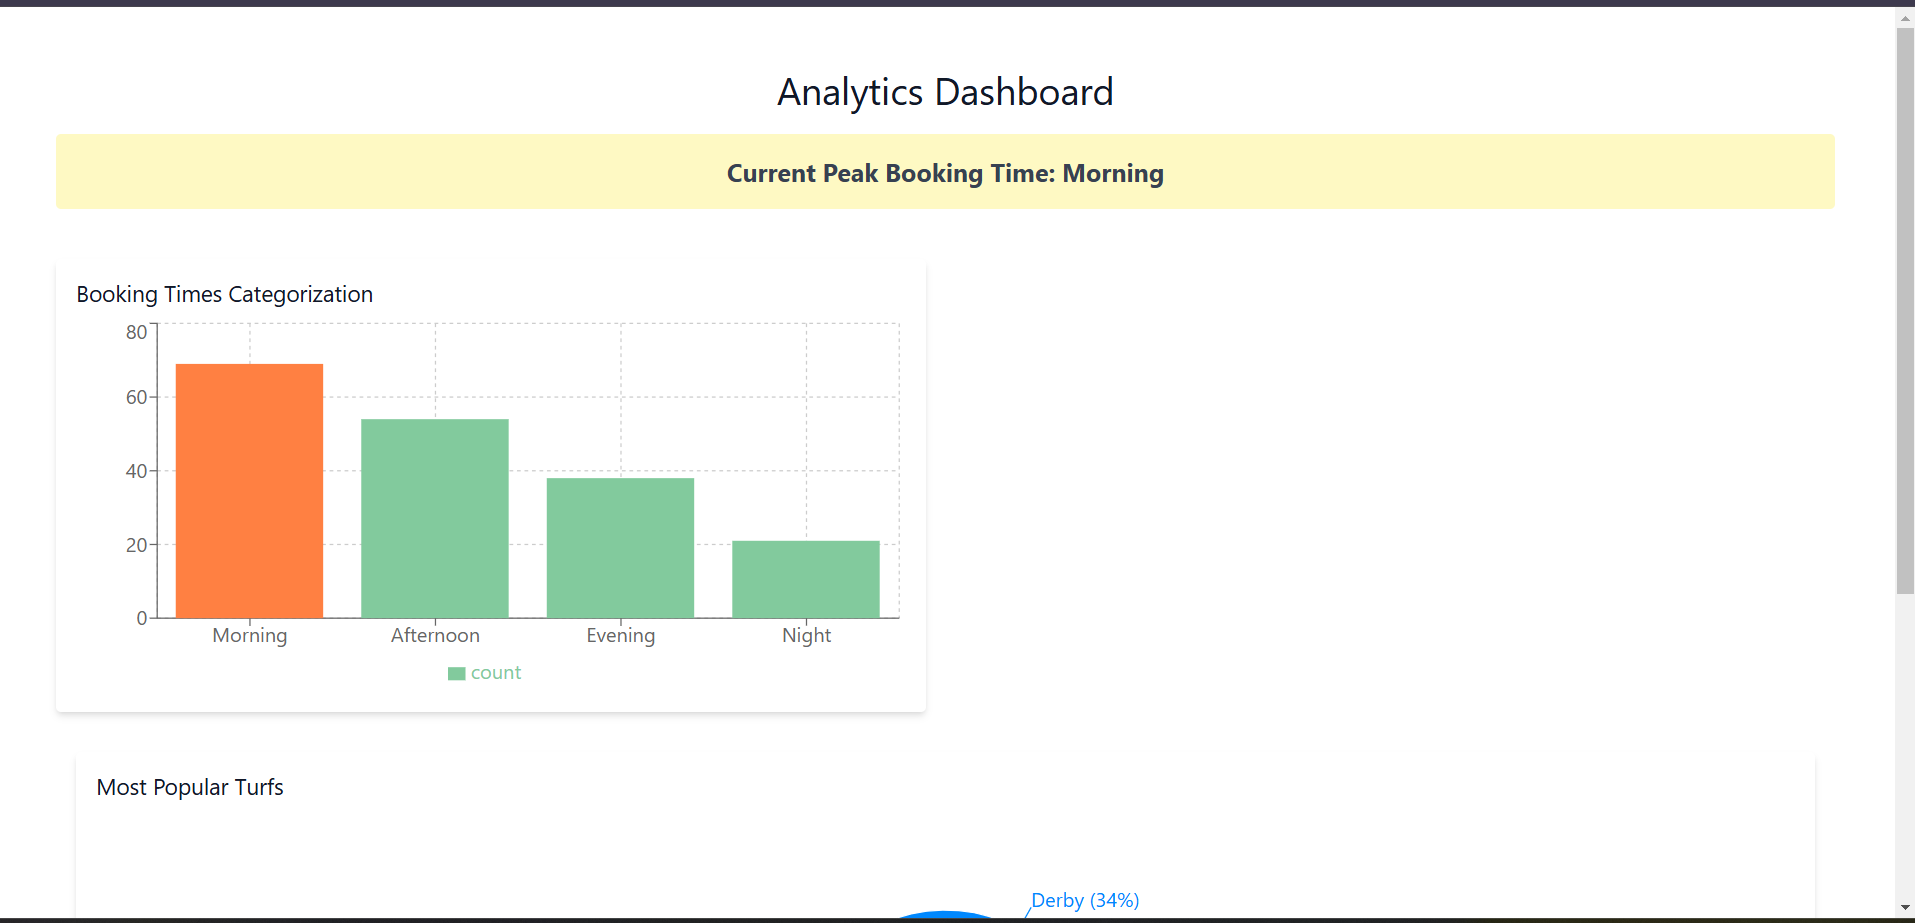 Analytics Dashboard
Current Peak Booking Time: Morning
Booking Times Categorization
80
60
40
20
0
Morning Afternoon Evening Night
count
Most Popular Turfs
Derby (34%)